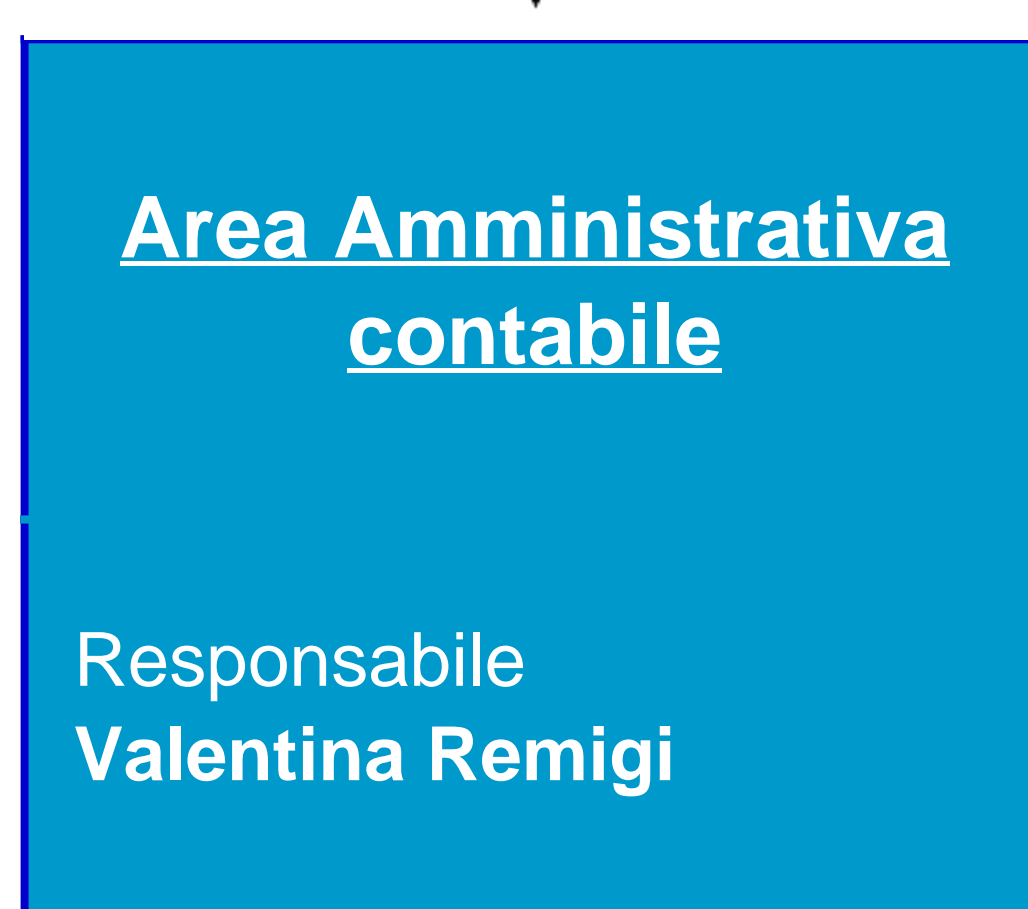 Area Amministrativa
contabile
Responsabile
Valentina Remigi